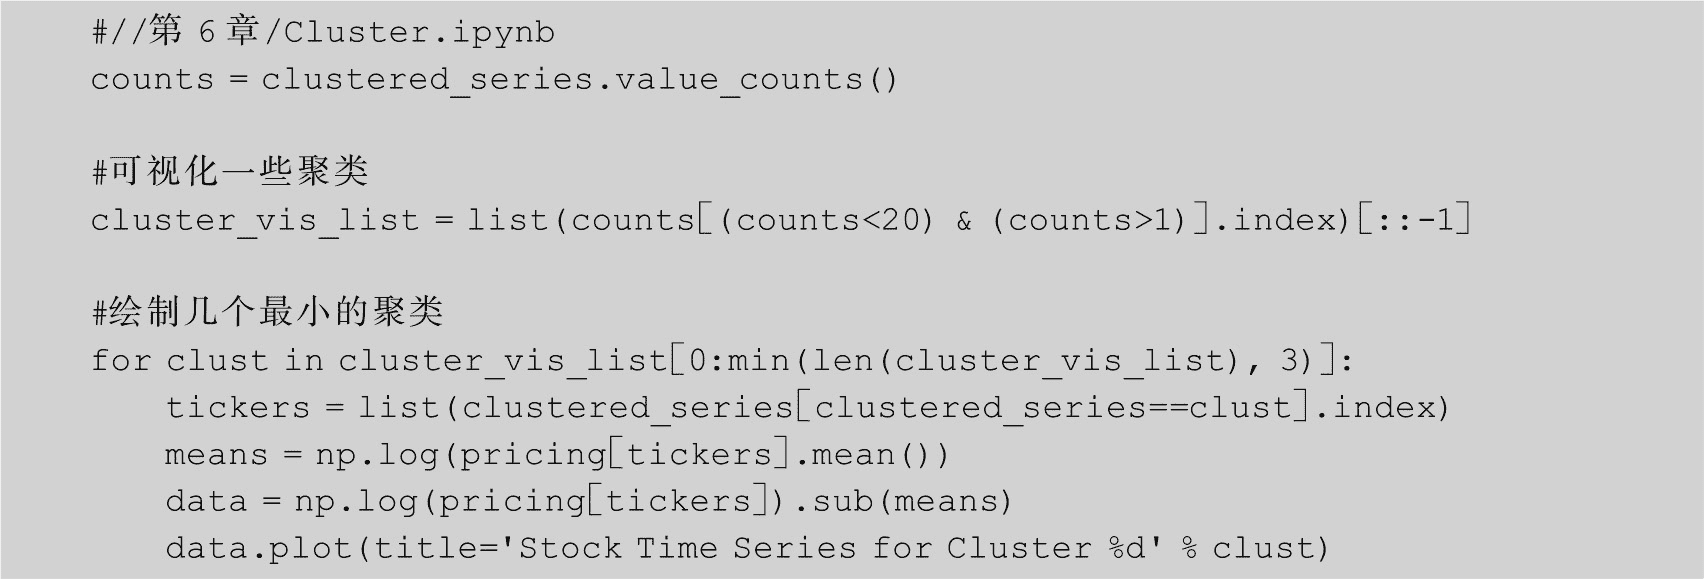 #//第 6 章/Cluster.ipynb
counts = clustered_series.value_counts()
#可视化一些聚类
cluster_vis_list = list(counts[(counts<20) & (counts>1)].index)[::-1]
#绘制几个最小的聚类
for clust in cluster_vis_list[0:min(len(cluster_vis_list), 3)]:
    tickers = list(clustered_series[clustered_series==clust].index)
    means = np.log(pricing[tickers].mean())
    data = np.log(pricing[tickers]).sub(means)
    data.plot(title='Stock Time Series for Cluster %d' % clust)